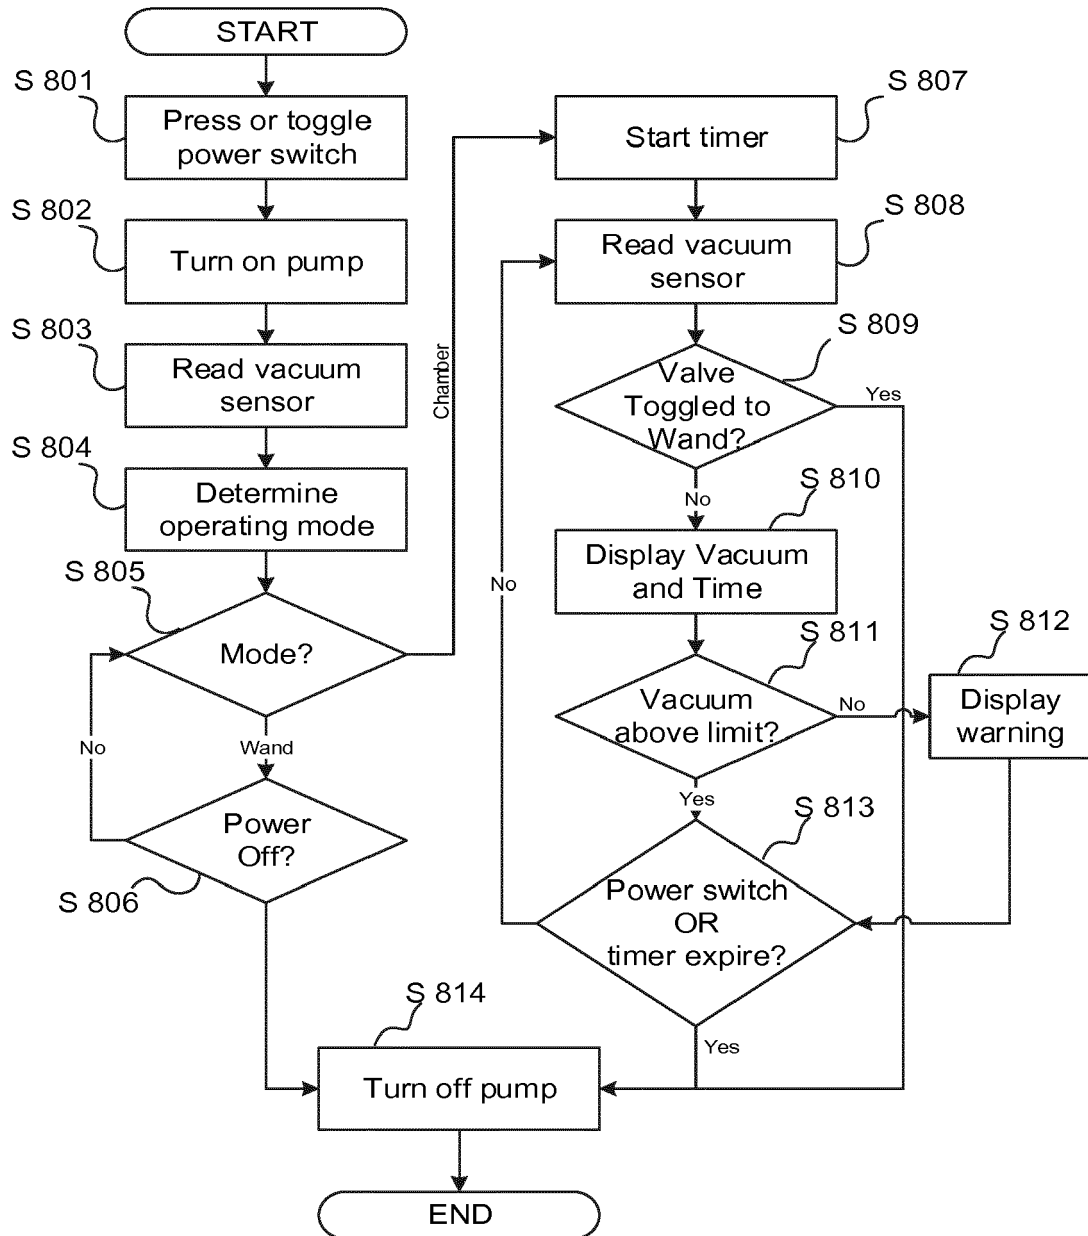 START
S 801
Press or toggle
power switch
S 802
Turn on pump
S 803
Read vacuum
sensor
S 804
Determine
operating mode
S 805
Mode?
Chamber
No
Wand
Power
Off?
S 806
S 807
Start timer
S 808
Read vacuum
sensor
S 809
Valve
Toggled to
Wand?
Yes
No
S 810
Display Vacuum
and Time
No
S 811
Vacuum
above limit?
No
S 812
Display
warning
Yes
S 813
Power switch
OR
timer expire?
Yes
S 814
Turn off pump
END